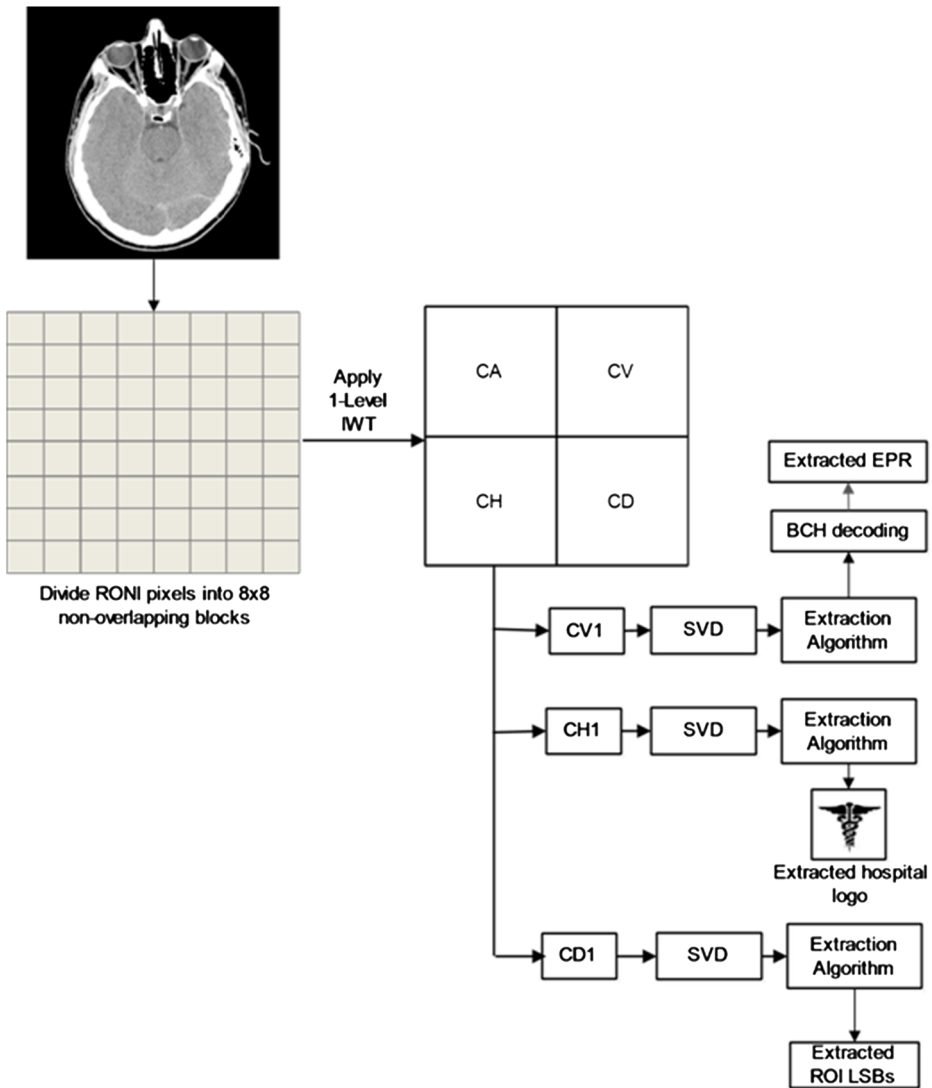 Apply
1-Level
IWT
CA
CV
CH
CD
Divide RONI pixels into 8x8
non-overlapping blocks
Extracted EPR
BCH decoding
CV1
SVD
Extraction
Algorithm
CH1
SVD
Extraction
Algorithm
Extracted hospital
logo
CD1
SVD
Extraction
Algorithm
Extracted
ROI LSBs